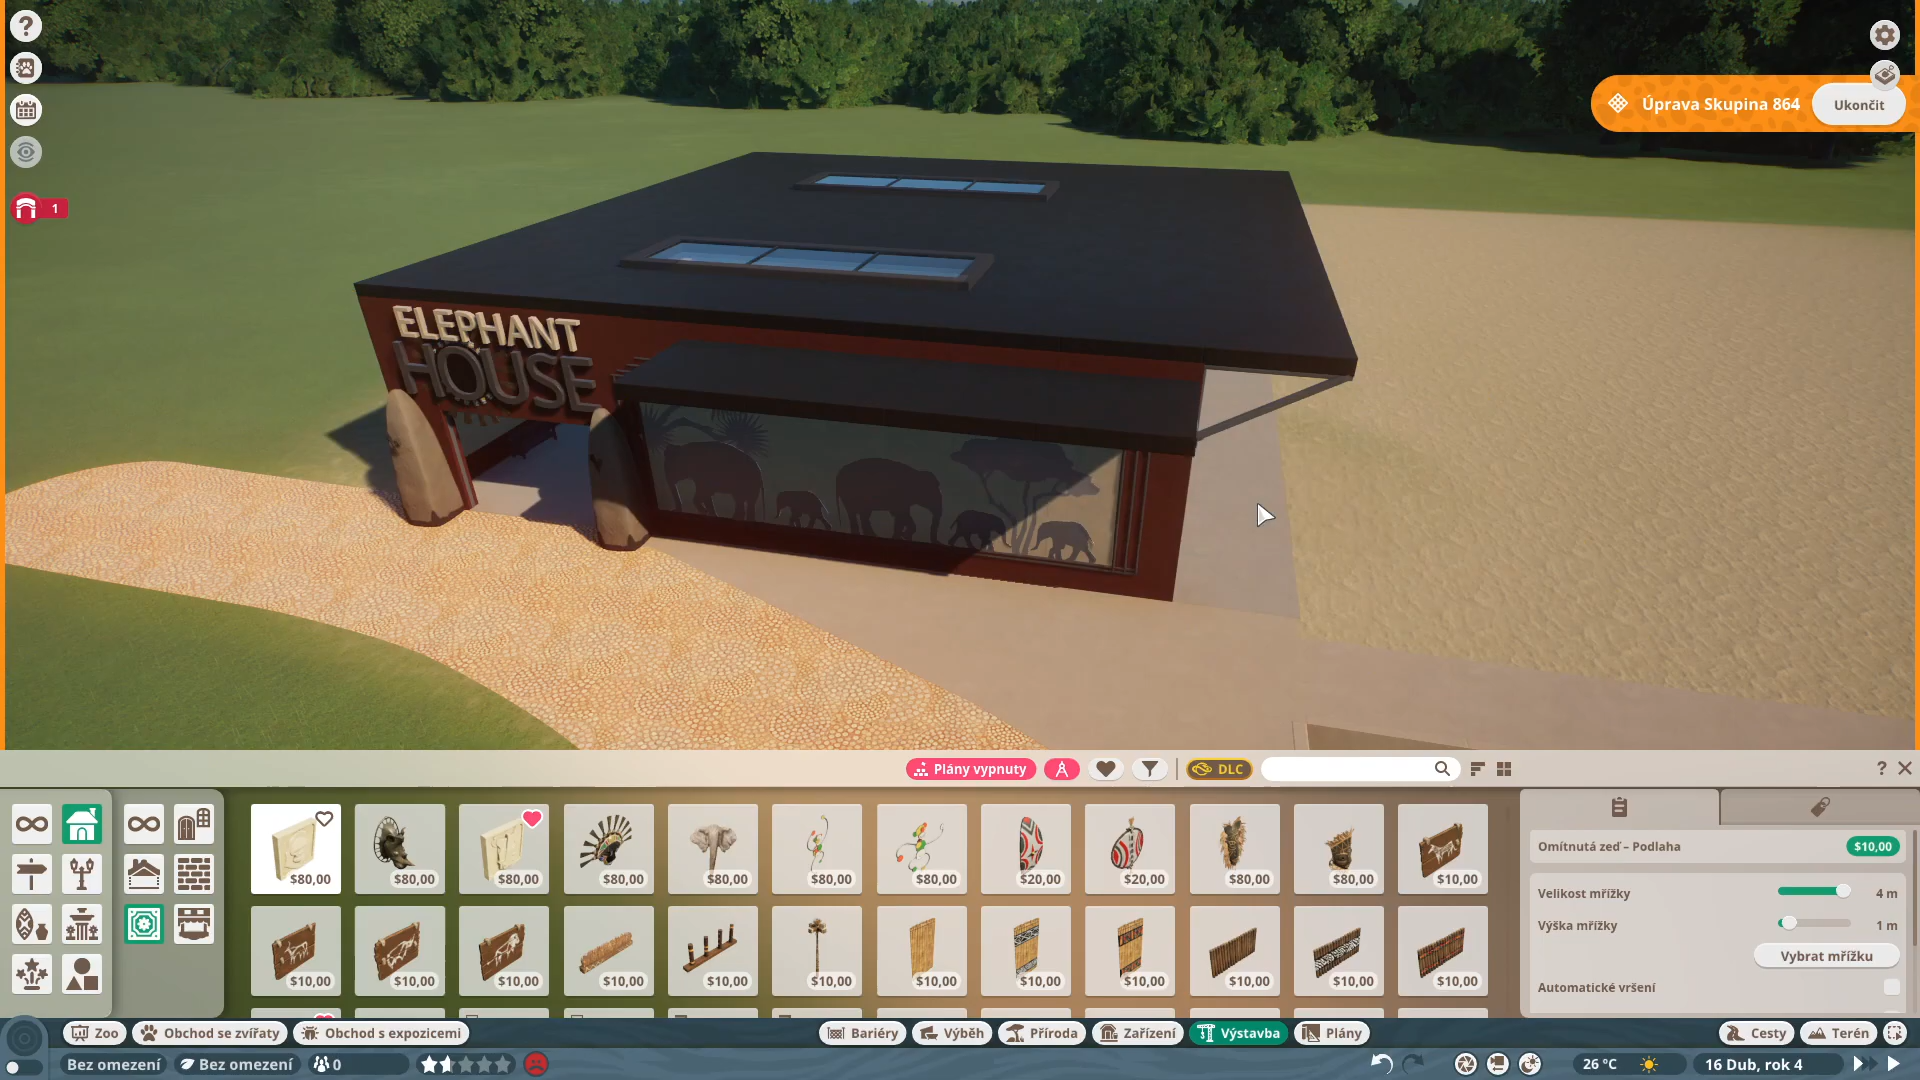 ?
Úprava Skupina 864
Ukončit
1
ELEPHANT
HOUSE
Plány vypnuty
DLC
?
$80,00
$80,00
$80,00
$80,00
$80,00
$80,00
$80,00
$20,00
$20,00
$80,00
$80,00
$10,00
$10,00
$10,00
$10,00
$10,00
$10,00
$10,00
$10,00
$10,00
$10,00
$10,00
$10,00
$10,00
Omítnutá zeď – Podlaha
$10,00
Velikost mřížky
4 m
Výška mřížky
1 m
Vybrat mřížku
Automatické vršení
Zoo
Obchod se zvířaty
Obchod s expozicemi
Bariéry
Výběh
Příroda
Zařízení
Výstavba
Plány
Cesty
Terén
Bez omezení
Bez omezení
0
26 °C
16 Dub, rok 4